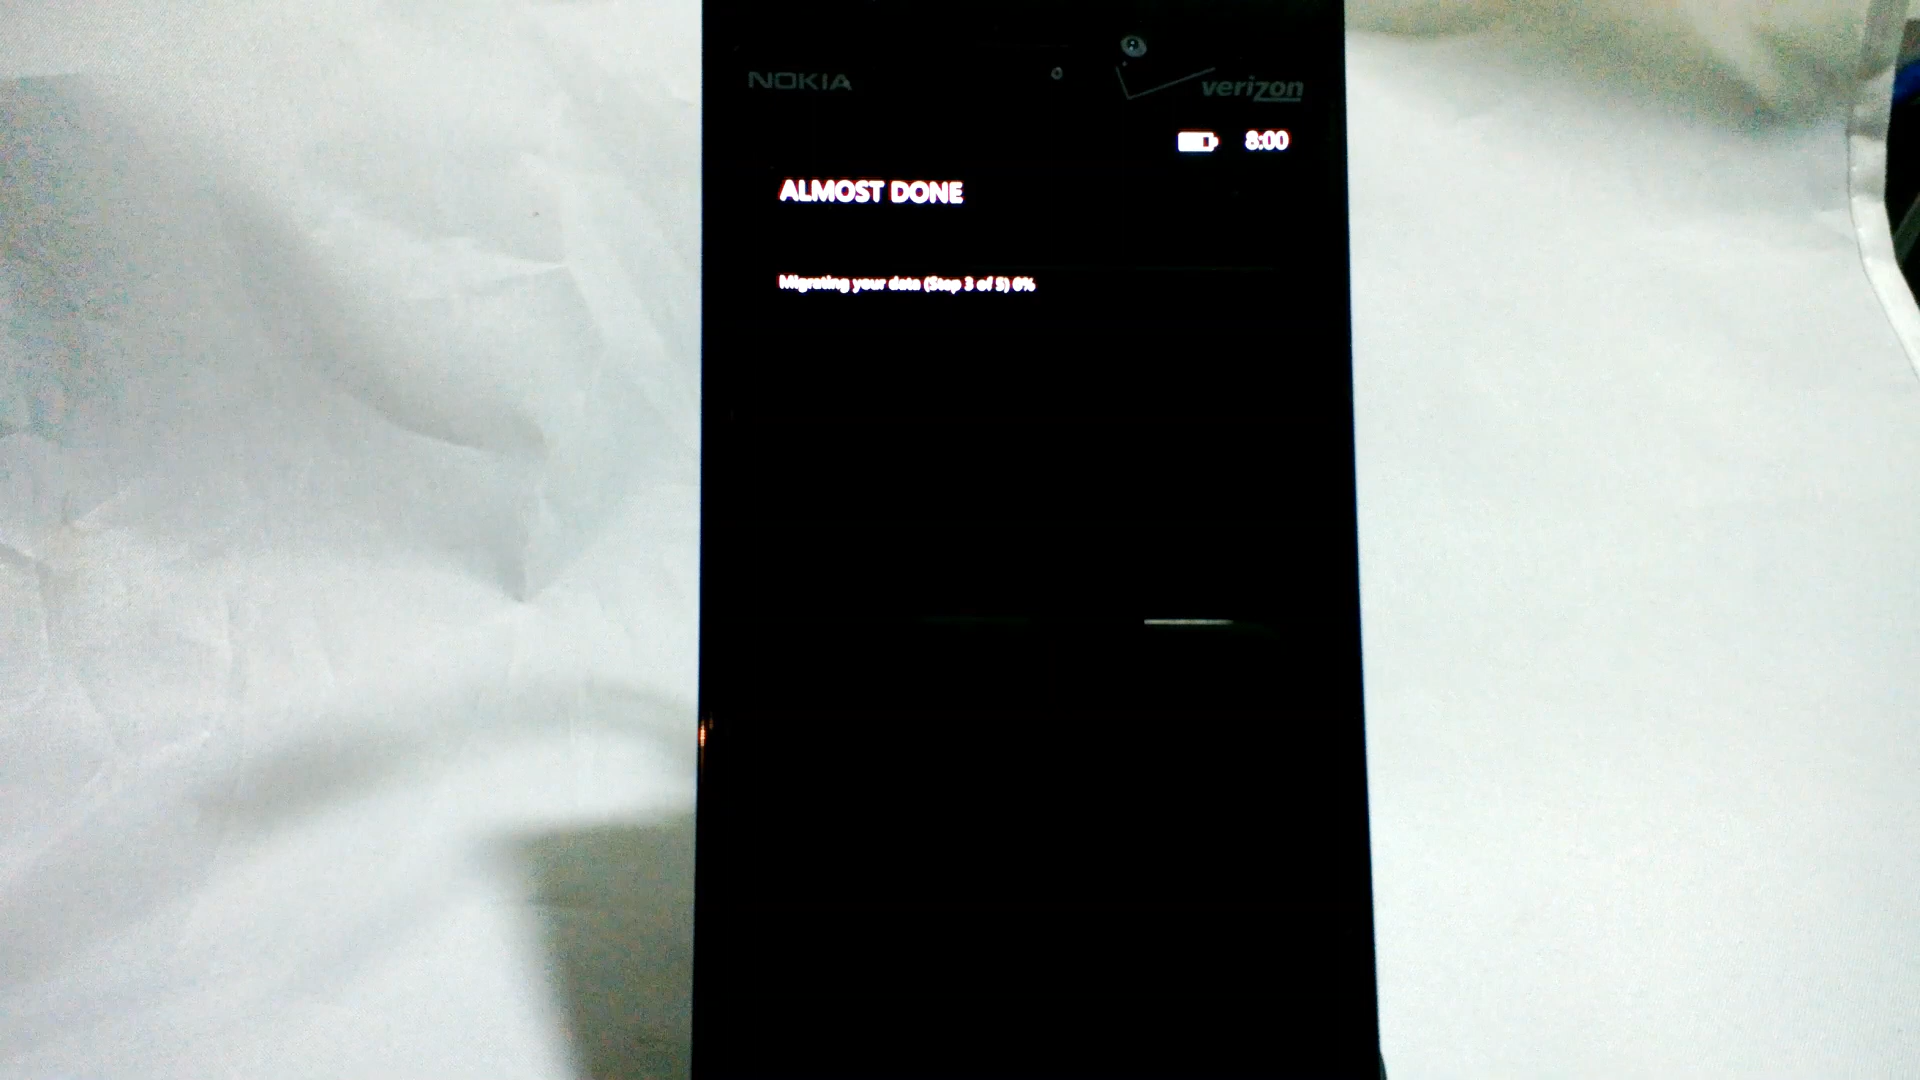 NOKIA
verizon
8:00
ALMOST DONE
Migrating your data (Step 3 of 5) 0%